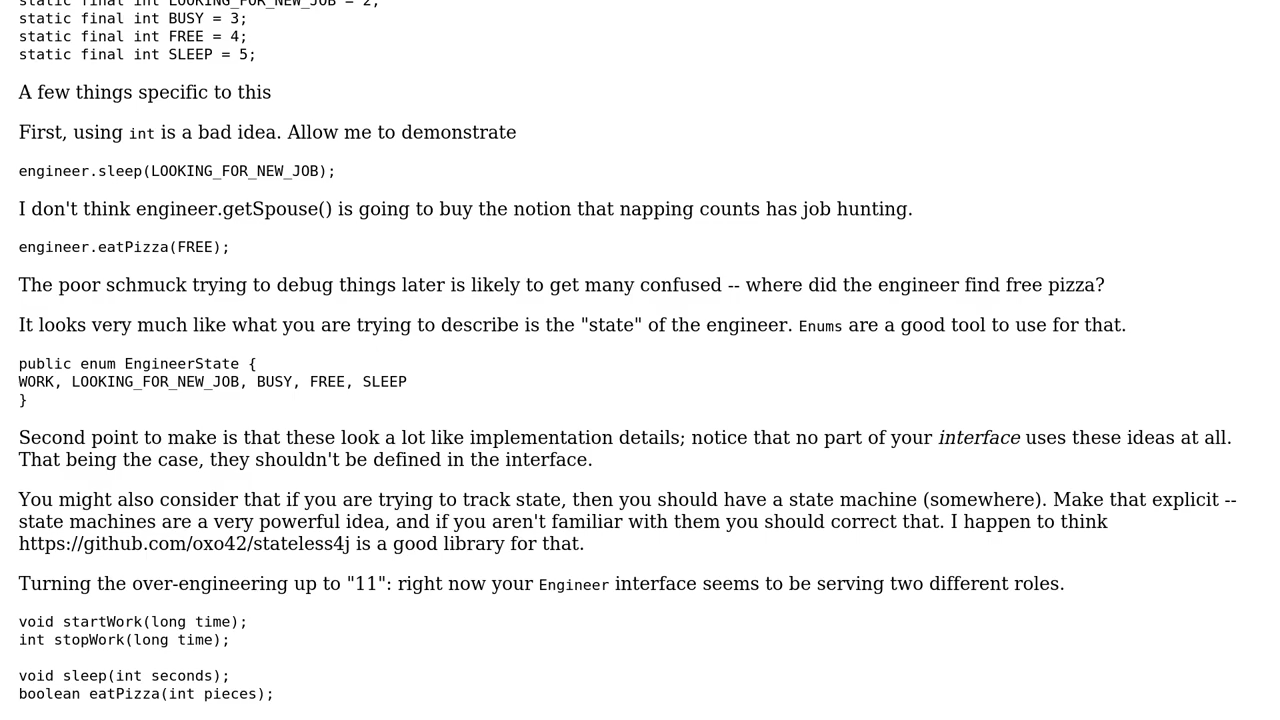 static final int LOOKING_FOR_NEW_JOB = 2;
static final int BUSY = 3;
static final int FREE = 4;
static final int SLEEP = 5;
A few things specific to this
First, using int is a bad idea. Allow me to demonstrate
engineer.sleep(LOOKING_FOR_NEW_JOB);
I don't think engineer.getSpouse() is going to buy the notion that napping counts has job hunting.
engineer.eatPizza(FREE);
The poor schmuck trying to debug things later is likely to get many confused -- where did the engineer find free pizza?
It looks very much like what you are trying to describe is the "state" of the engineer. Enums are a good tool to use for that.
public enum EngineerState {
WORK, LOOKING_FOR_NEW_JOB, BUSY, FREE, SLEEP
}
Second point to make is that these look a lot like implementation details; notice that no part of your interface uses these ideas at all.
That being the case, they shouldn't be defined in the interface.
You might also consider that if you are trying to track state, then you should have a state machine (somewhere). Make that explicit --
state machines are a very powerful idea, and if you aren't familiar with them you should correct that. I happen to think
https://github.com/oxo42/stateless4j is a good library for that.
Turning the over-engineering up to "11": right now your Engineer interface seems to be serving two different roles.
void startWork(long time);
int stopWork(long time);
void sleep(int seconds);
boolean eatPizza(int pieces);